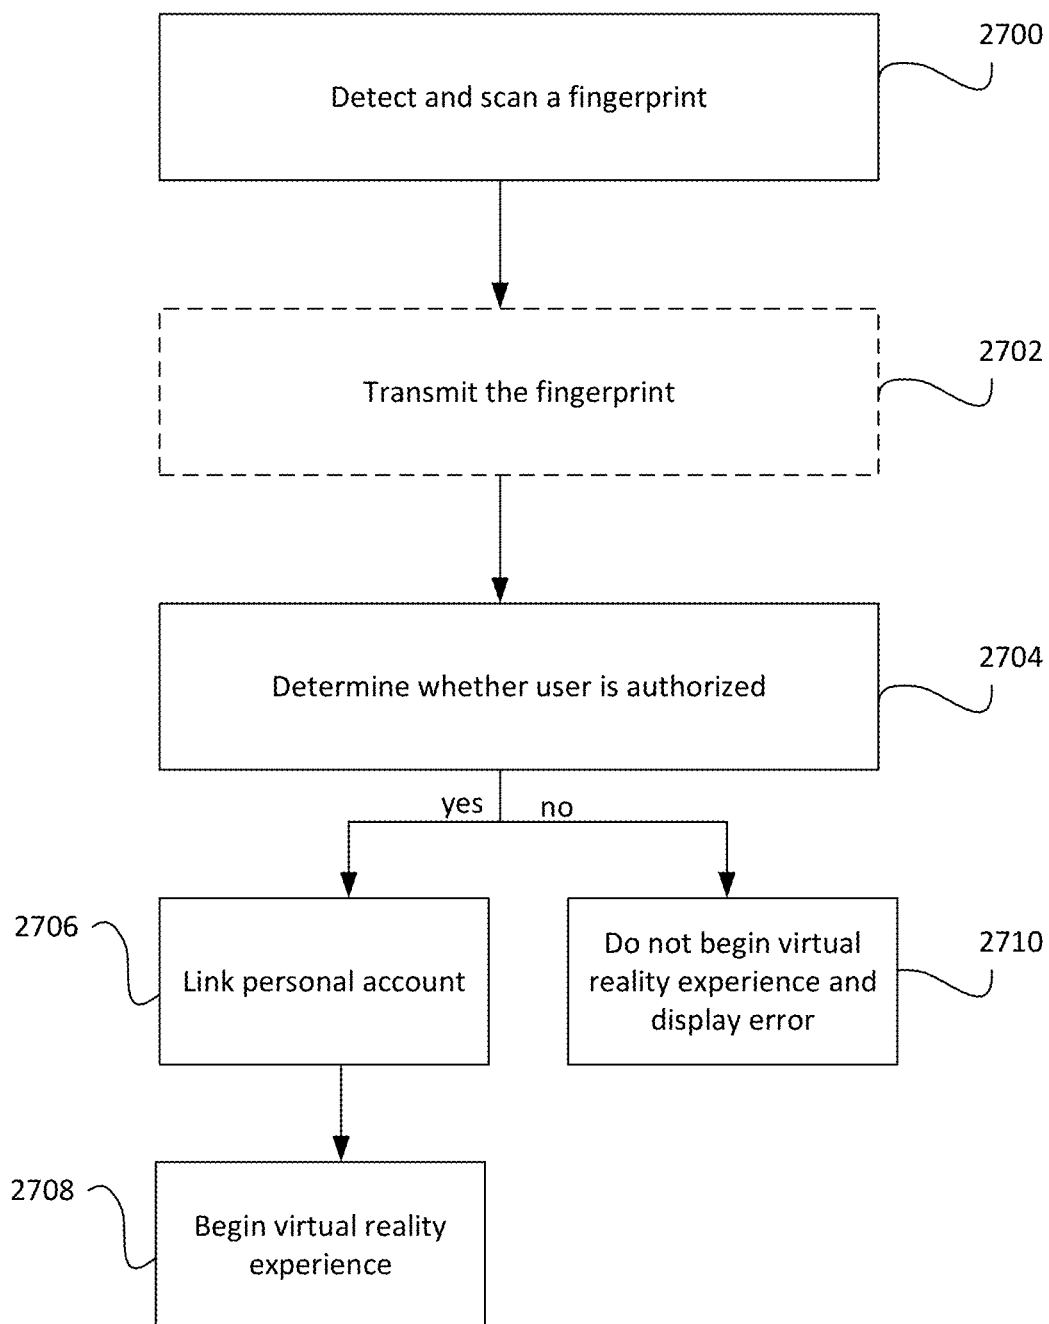 2700
Detect and scan a fingerprint
2702
Transmit the fingerprint
2704
Determine whether user is authorized
yes
no
2706
Link personal account
Do not begin virtual
reality experience and
display error
2710
2708
Begin virtual reality
experience